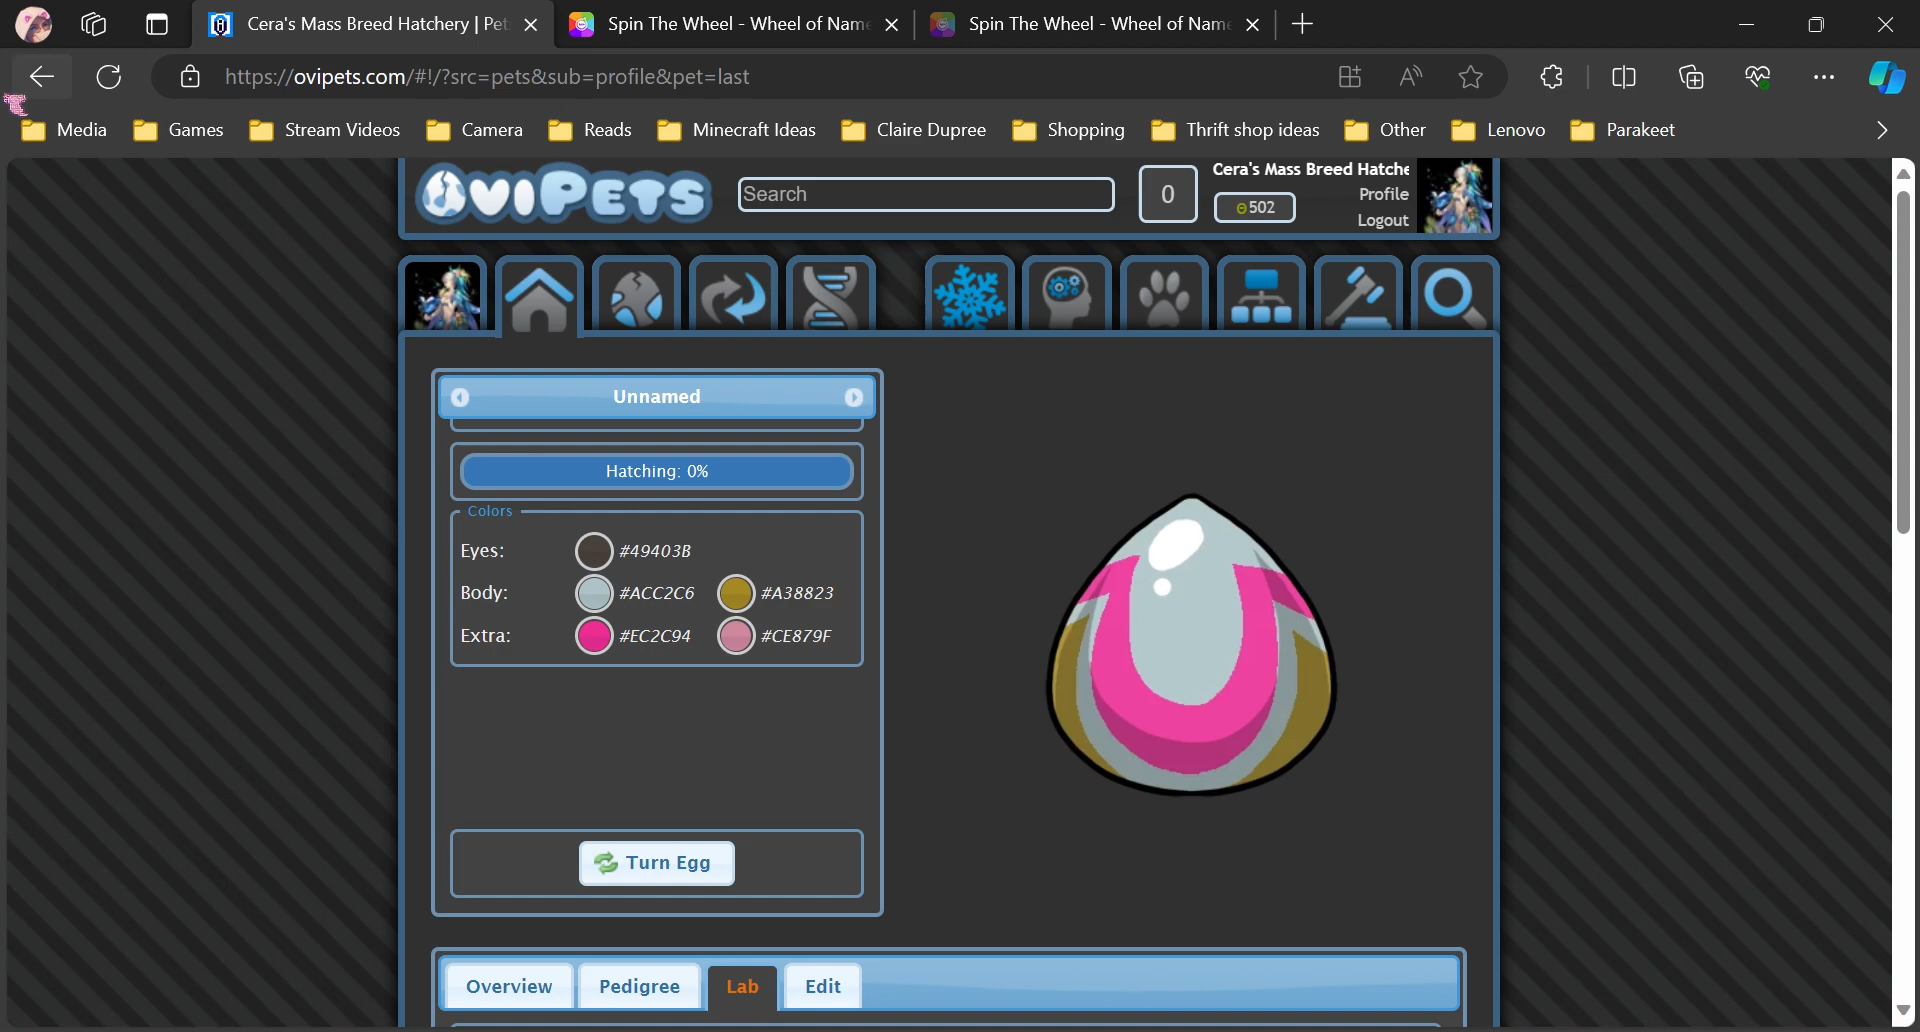 Cera's Mass Breed Hatchery | Pet
Spin The Wheel - Wheel of Name
Spin The Wheel - Wheel of Name
https://ovipets.com/#!/?src=pets&sub=profile&pet=last
Media
Games
Stream Videos
Camera
Reads
Minecraft Ideas
Claire Dupree
Shopping
Thrift shop ideas
Other
Lenovo
Parakeet
OviPets
Search
0
Cera's Mass Breed Hatche
502
Profile
Logout
Unnamed
Hatching: 0%
Colors
Eyes: #49403B
Body: #ACC2C6 #A38823
Extra: #EC2C94 #CE879F
Turn Egg
Overview
Pedigree
Lab
Edit